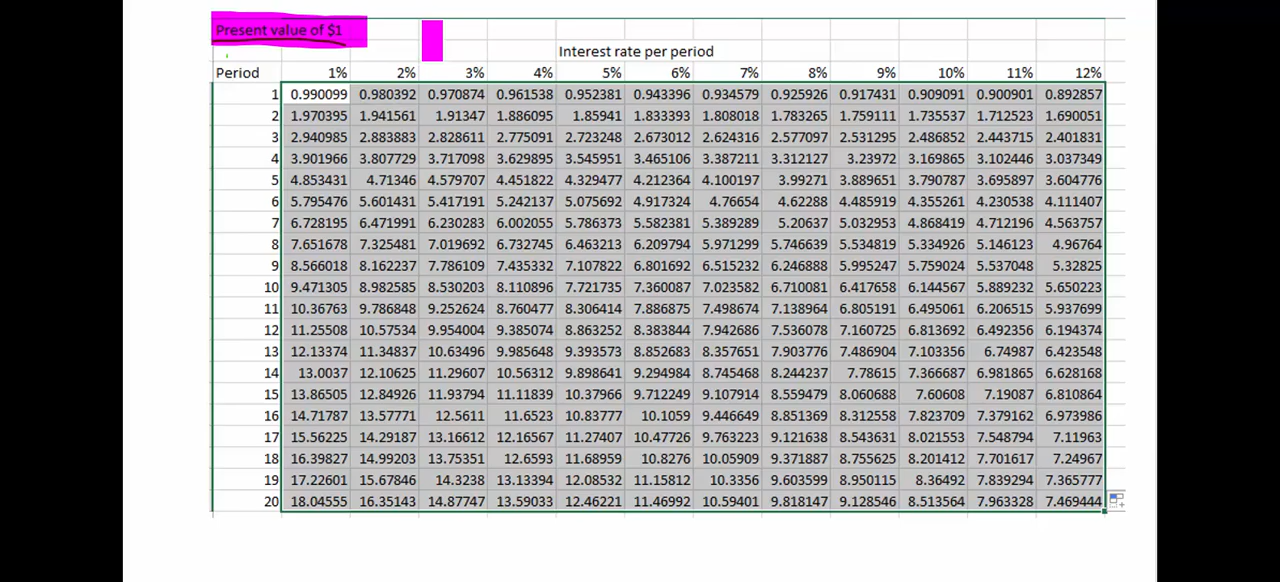 Present value of $1
Interest rate per period
Period 1% 2% 3% 4% 5% 6% 7% 8% 9% 10% 11% 12%
1 0.990099 0.980392 0.970874 0.961538 0.952381 0.943396 0.934579 0.925926 0.917431 0.909091 0.900901 0.892857
2 1.970395 1.941561 1.91347 1.886095 1.85941 1.833393 1.808018 1.783265 1.759111 1.735537 1.712523 1.690051
3 2.940985 2.883883 2.828611 2.775091 2.723248 2.673012 2.624316 2.577097 2.531295 2.486852 2.443715 2.401831
4 3.901966 3.807729 3.717098 3.629895 3.545951 3.465106 3.387211 3.312127 3.23972 3.169865 3.102446 3.037349
5 4.853431 4.71346 4.579707 4.451822 4.329477 4.212364 4.100197 3.99271 3.889651 3.790787 3.695897 3.604776
6 5.795476 5.601431 5.417191 5.242137 5.075692 4.917324 4.76654 4.62288 4.485919 4.355261 4.230538 4.111407
7 6.728195 6.471991 6.230283 6.002055 5.786373 5.582381 5.389289 5.20637 5.032953 4.868419 4.712196 4.563757
8 7.651678 7.325481 7.019692 6.732745 6.463213 6.209794 5.971299 5.746639 5.534819 5.334926 5.146123 4.96764
9 8.566018 8.162237 7.786109 7.435332 7.107822 6.801692 6.515232 6.246888 5.995247 5.759024 5.537048 5.32825
10 9.471305 8.982585 8.530203 8.110896 7.721735 7.360087 7.023582 6.710081 6.417658 6.144567 5.889232 5.650223
11 10.36763 9.786848 9.252624 8.760477 8.306414 7.886875 7.498674 7.138964 6.805191 6.495061 6.206515 5.937699
12 11.25508 10.57534 9.954004 9.385074 8.863252 8.383844 7.942686 7.536078 7.160725 6.813692 6.492356 6.194374
13 12.13374 11.34837 10.63496 9.985648 9.393573 8.852683 8.357651 7.903776 7.486904 7.103356 6.74987 6.423548
14 13.0037 12.10625 11.29607 10.56312 9.898641 9.294984 8.745468 8.244237 7.78615 7.366687 6.981865 6.628168
15 13.86505 12.84926 11.93794 11.11839 10.37966 9.712249 9.107914 8.559479 8.060688 7.60608 7.19087 6.810864
16 14.71787 13.57771 12.5611 11.6523 10.83777 10.1059 9.446649 8.851369 8.312558 7.823709 7.379162 6.973986
17 15.56225 14.29187 13.16612 12.16567 11.27407 10.47726 9.763223 9.121638 8.543631 8.021553 7.548794 7.11963
18 16.39827 14.99203 13.75351 12.6593 11.68959 10.8276 10.05909 9.371887 8.755625 8.201412 7.701617 7.24967
19 17.22601 15.67846 14.3238 13.13394 12.08532 11.15812 10.3356 9.603599 8.950115 8.36492 7.839294 7.365777
20 18.04555 16.35143 14.87747 13.59033 12.46221 11.46992 10.59401 9.818147 9.128546 8.513564 7.963328 7.469444